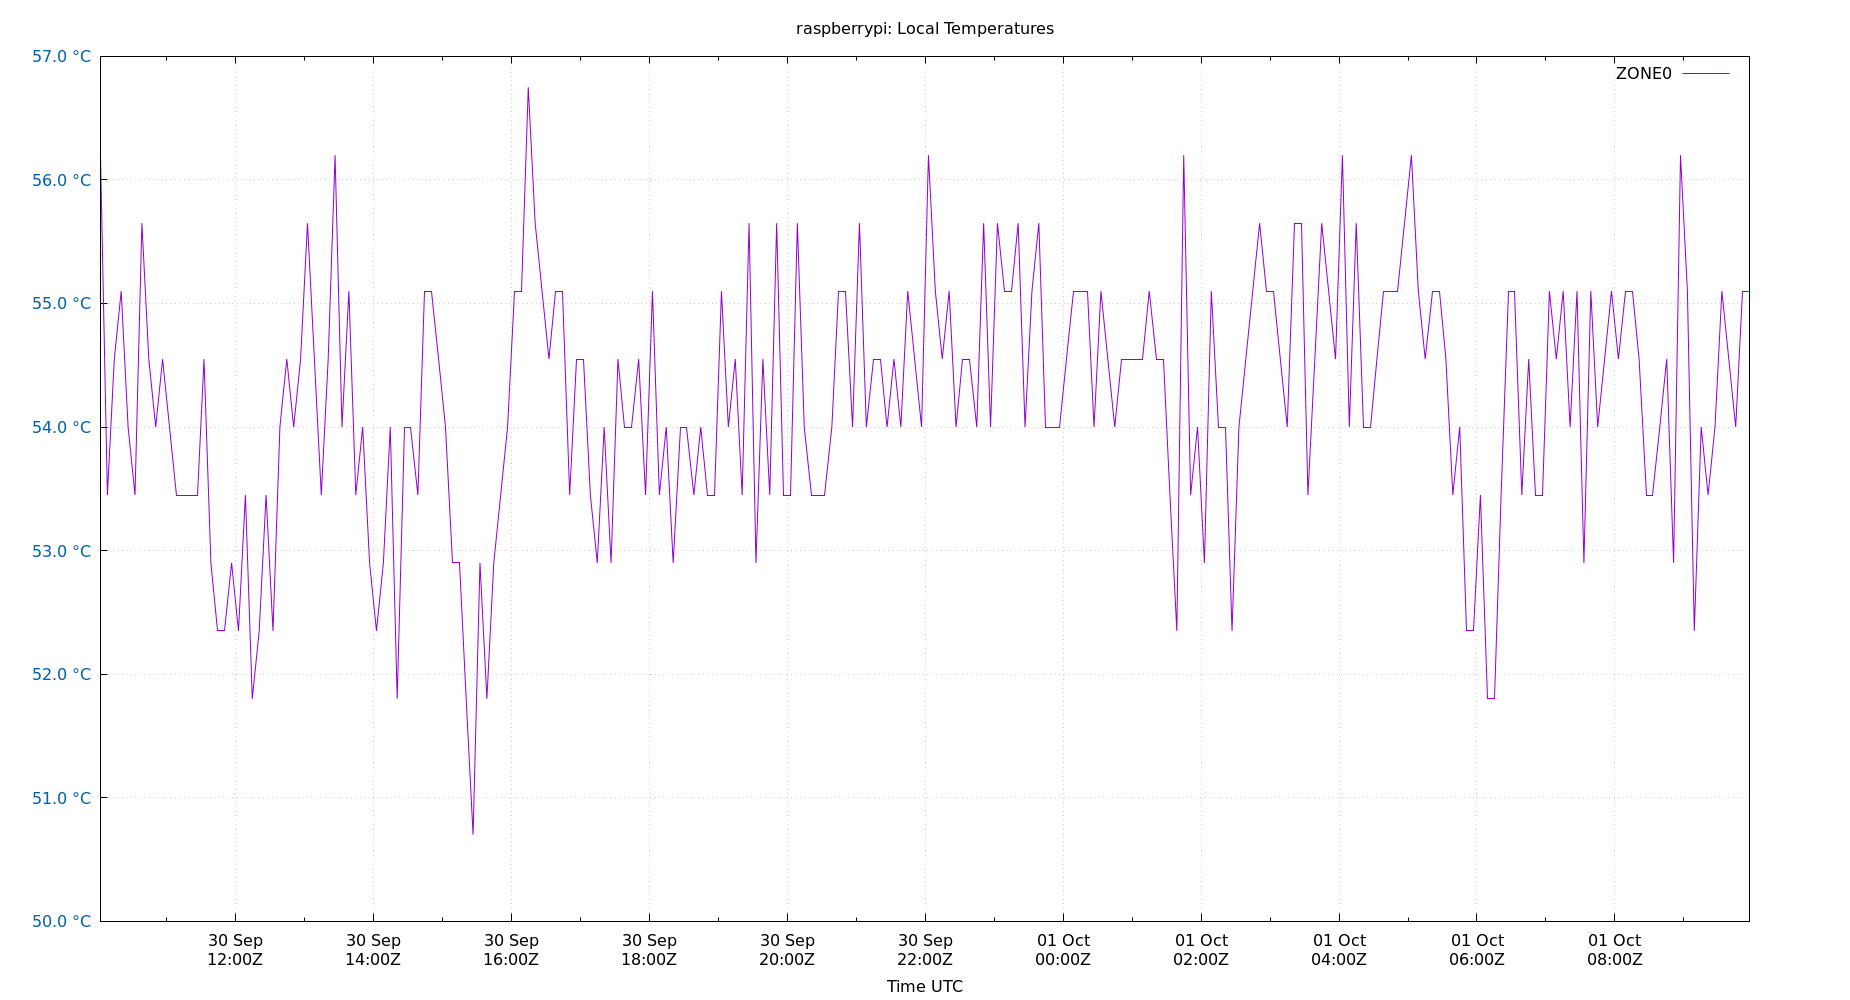 raspberrypi: Local Temperatures
57.0 °C
ZONE0
56.0 °C
55.0 °C
54.0 °C
53.0 °C
52.0 °C
51.0 °C
50.0 °C
30 Sep 30 Sep 30 Sep 30 Sep 30 Sep 30 Sep 01 Oct 01 Oct 01 Oct 01 Oct 01 Oct
12:00Z 14:00Z 16:00Z 18:00Z 20:00Z 22:00Z 00:00Z 02:00Z 04:00Z 06:00Z 08:00Z
Time UTC